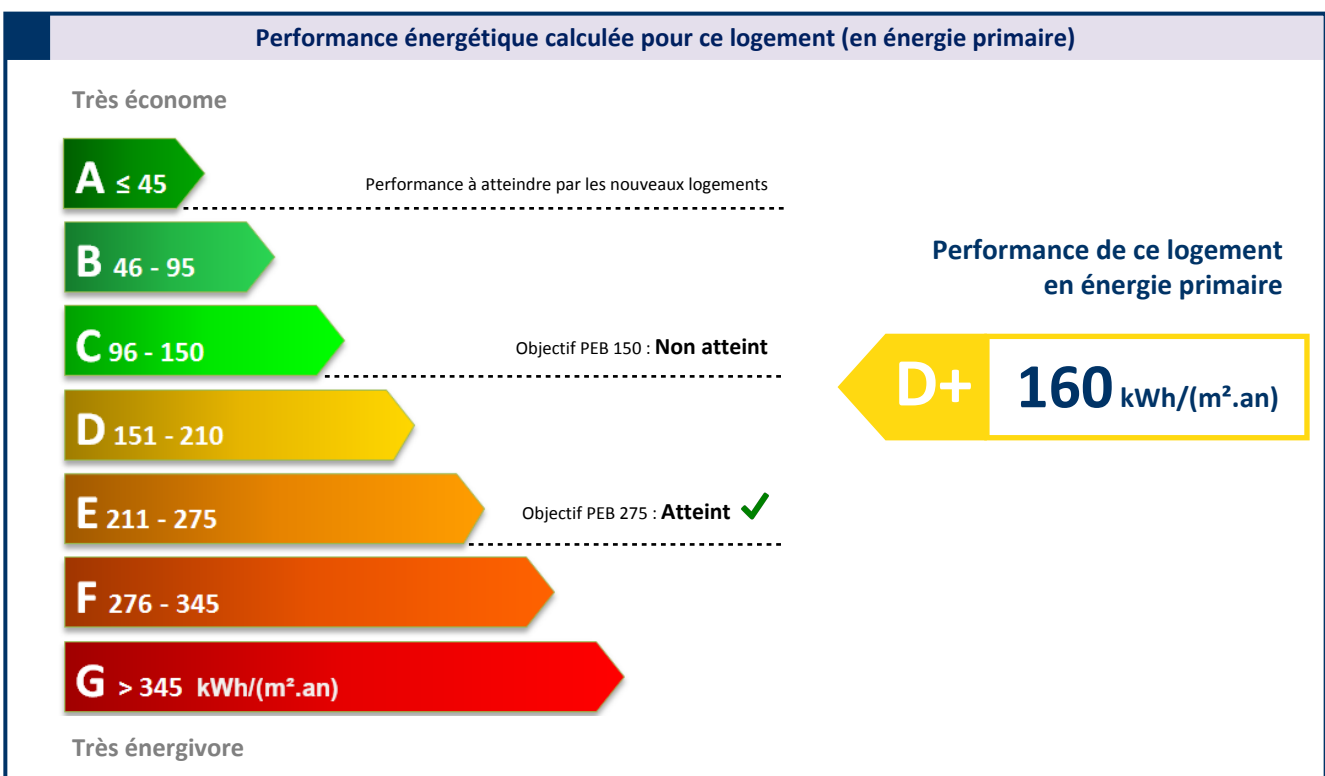 Performance énergétique calculée pour ce logement (en énergie primaire)
Très économe
A ≤ 45
Performance à atteindre par les nouveaux logements
B 46 - 95
C 96 - 150
Objectif PEB 150 : Non atteint
D 151 - 210
E 211 - 275
Objectif PEB 275 : Atteint ✓
F 276 - 345
G > 345 kWh/(m².an)
Très énergivore
Performance de ce logement
en énergie primaire
D+ 160 kWh/(m².an)